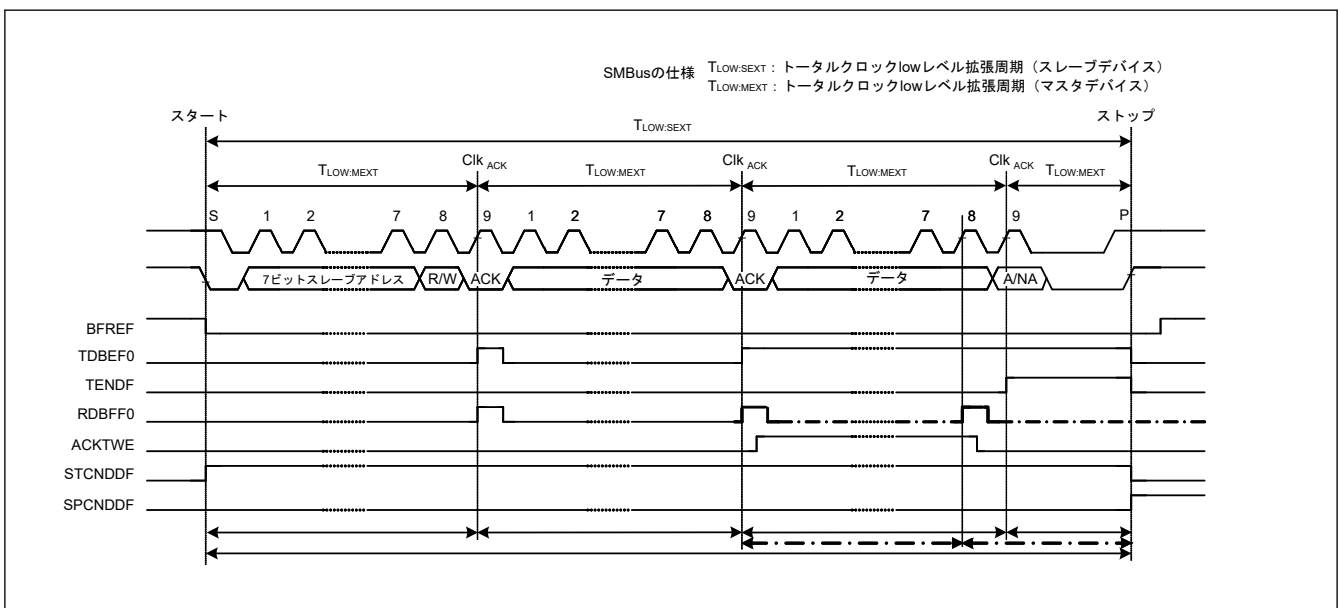 SMBusの仕様 TLOW:SEXT：トータルクロックlowレベル拡張周期（スレーブデバイス）
TLOW:MEXT：トータルクロックlowレベル拡張周期（マスタデバイス）
スタート ストップ
TLOW:SEXT
Clk ACK Clk ACK Clk ACK
TLOW:MEXT TLOW:MEXT TLOW:MEXT TLOW:MEXT
S 1 2 7 8 9 1 2 7 8 9 1 2 7 8 9 P
7ビットスレーブアドレス R/W ACK データ ACK データ A/NA
BFREF
TDBEF0
TENDF
RDBFF0
ACKTWE
STCNDDF
SPCNDDF